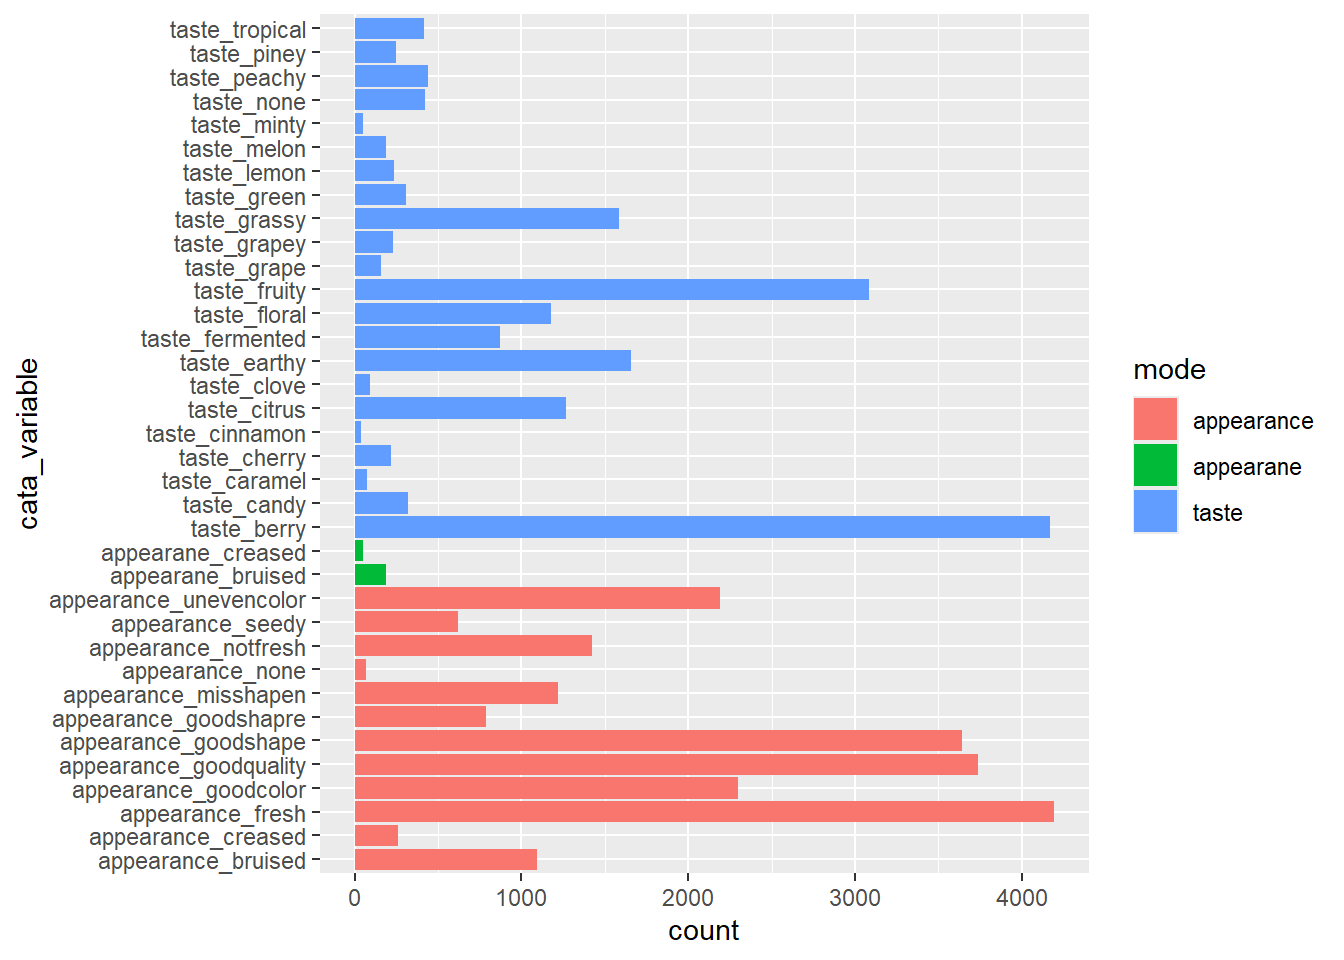 taste_tropical
taste_piney
taste_peachy
taste_none
taste_minty
taste_melon
taste_lemon
taste_green
taste_grassy
taste_grapey
taste_grape
taste_fruity
taste_floral
taste_fermented
taste_earthy
taste_clove
taste_citrus
taste_cinnamon
taste_cherry
taste_caramel
taste_candy
taste_berry
appearane_creased
appearane_bruised
appearance_unevencolor
appearance_seedy
appearance_notfresh
appearance_none
appearance_misshapen
appearance_goodshapre
appearance_goodshape
appearance_goodquality
appearance_goodcolor
appearance_fresh
appearance_creased
appearance_bruised
cata_variable
0 1000 2000 3000 4000
count
mode
appearance
appearane
taste